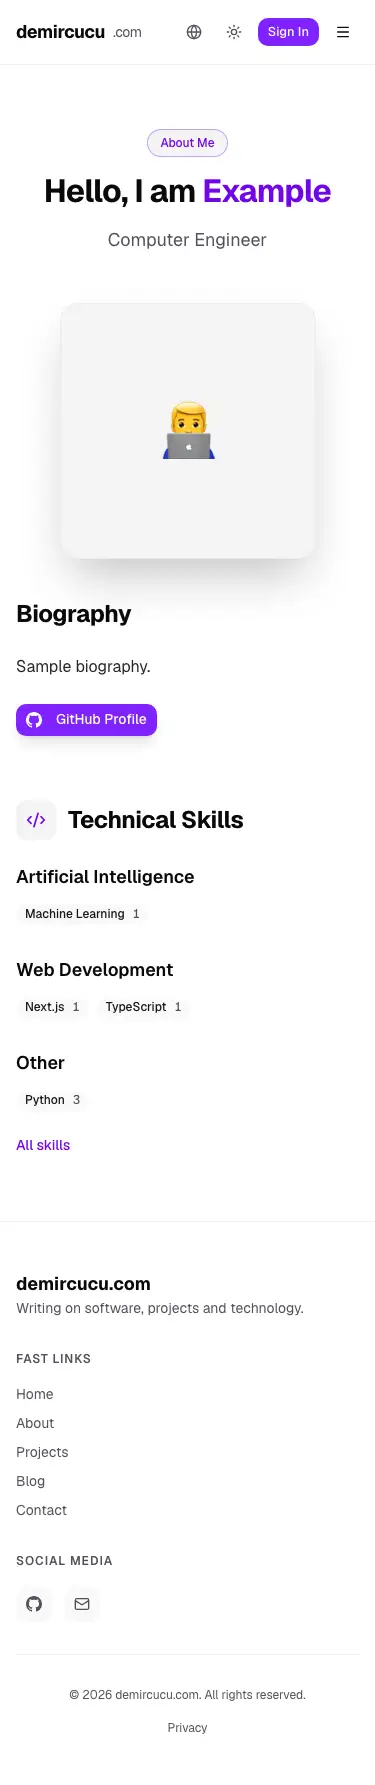 demircucu .com
Sign In
About Me
Hello, I am Example
Computer Engineer
Biography
Sample biography.
GitHub Profile
Technical Skills
Artificial Intelligence
Machine Learning 1
Web Development
Next.js 1 TypeScript 1
Other
Python 3
All skills
demircucu.com
Writing on software, projects and technology.
FAST LINKS
Home
About
Projects
Blog
Contact
SOCIAL MEDIA
© 2026 demircucu.com. All rights reserved.
Privacy